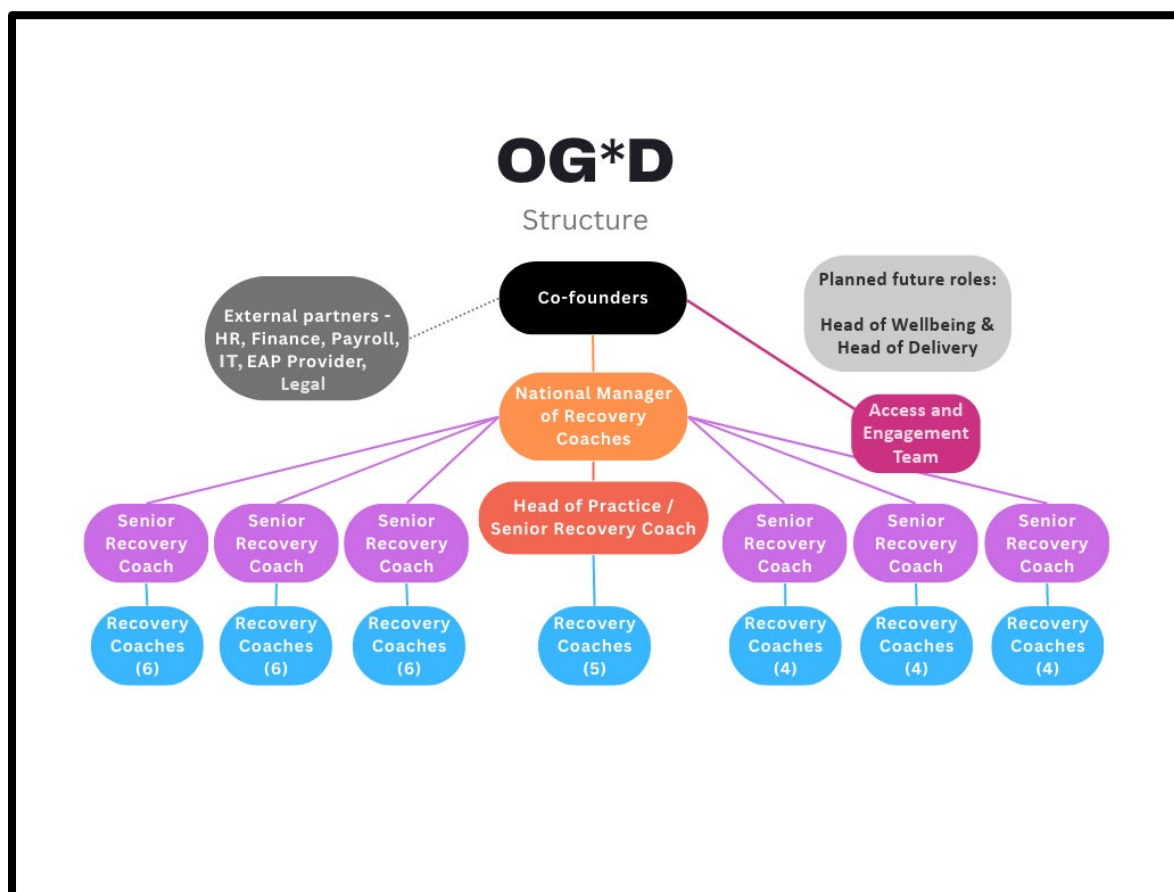 OG*D
Structure
Co-founders
External partners -
HR, Finance, Payroll,
IT, EAP Provider,
Legal
Planned future roles:
Head of Wellbeing &
Head of Delivery
National Manager
of Recovery
Coaches
Access and
Engagement
Team
Head of Practice /
Senior Recovery Coach
Senior
Recovery
Coach
Senior
Recovery
Coach
Senior
Recovery
Coach
Senior
Recovery
Coach
Senior
Recovery
Coach
Senior
Recovery
Coach
Recovery
Coaches
(6)
Recovery
Coaches
(6)
Recovery
Coaches
(6)
Recovery
Coaches
(5)
Recovery
Coaches
(4)
Recovery
Coaches
(4)
Recovery
Coaches
(4)